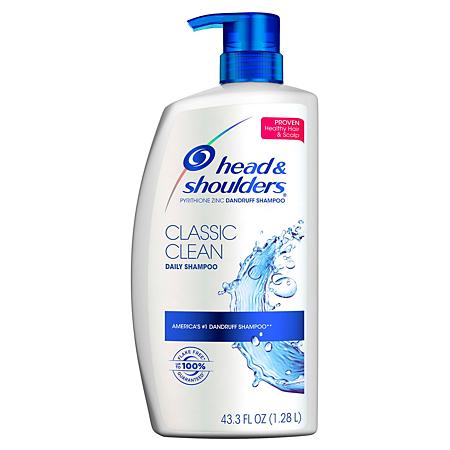 PROVEN
Healthy Hair
& Scalp
head &
shoulders®
PYRITHIONE ZINC DANDRUFF SHAMPOO
CLASSIC
CLEAN
DAILY SHAMPOO
AMERICA'S #1 DANDRUFF SHAMPOO**
FLAKE FREE*
UP TO 100%
GUARANTEED†
43.3 FL OZ (1.28 L)